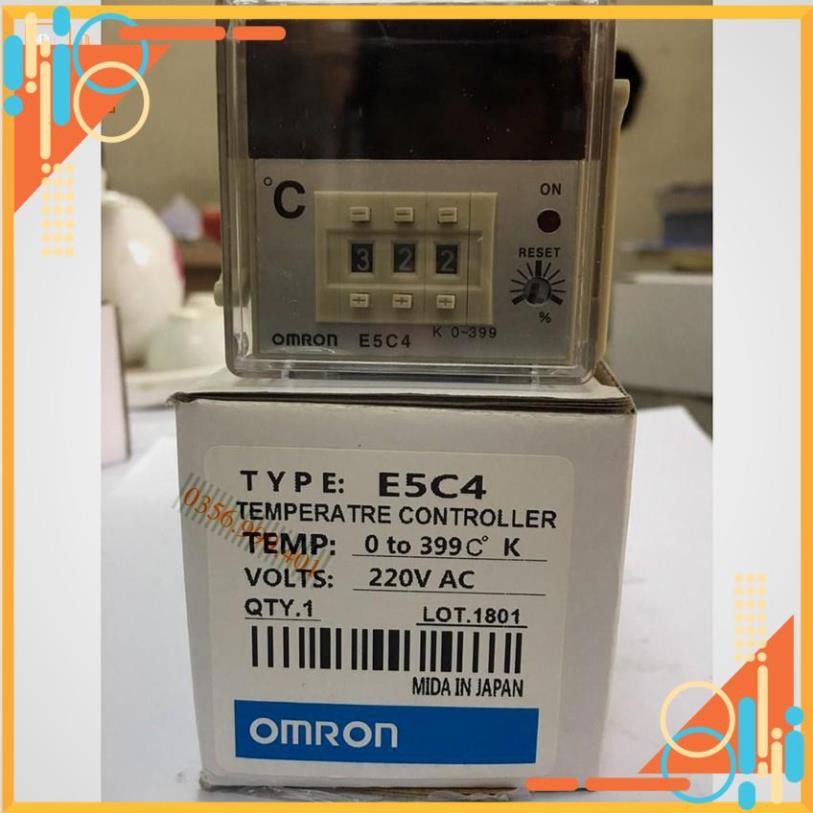 °C
ON
3 2 2
RESET
%
OMRON E5C4 K 0~399
TYPE: E5C4
TEMPERATRE CONTROLLER
TEMP: 0 to 399C° K
VOLTS: 220V AC
QTY.1 LOT.1801
MIDA IN JAPAN
OMRON